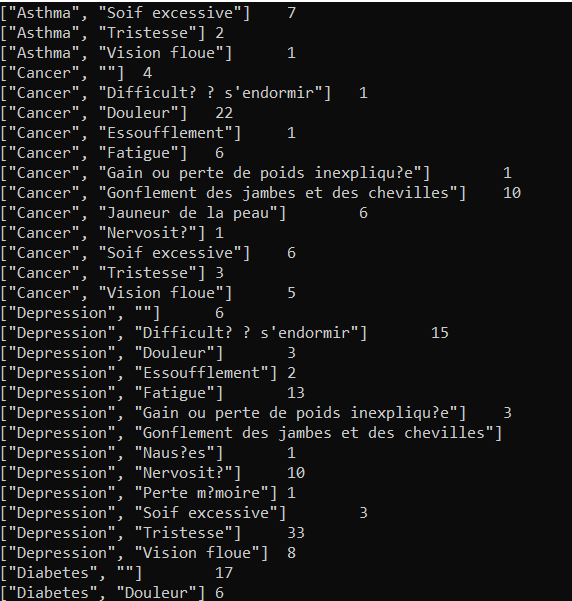 ["Asthma", "Soif excessive"]	7
["Asthma", "Tristesse"]	2
["Asthma", "Vision floue"]	1
["Cancer", ""]	4
["Cancer", "Difficult? ? s'endormir"]	1
["Cancer", "Douleur"]	22
["Cancer", "Essoufflement"]	1
["Cancer", "Fatigue"]	6
["Cancer", "Gain ou perte de poids inexpliqu?e"]	1
["Cancer", "Gonflement des jambes et des chevilles"]	10
["Cancer", "Jauneur de la peau"]	6
["Cancer", "Nervosit?"]	1
["Cancer", "Soif excessive"]	6
["Cancer", "Tristesse"]	3
["Cancer", "Vision floue"]	5
["Depression", ""]	6
["Depression", "Difficult? ? s'endormir"]	15
["Depression", "Douleur"]	3
["Depression", "Essoufflement"]	2
["Depression", "Fatigue"]	13
["Depression", "Gain ou perte de poids inexpliqu?e"]	3
["Depression", "Gonflement des jambes et des chevilles"]
["Depression", "Naus?es"]	1
["Depression", "Nervosit?"]	10
["Depression", "Perte m?moire"]	1
["Depression", "Soif excessive"]	3
["Depression", "Tristesse"]	33
["Depression", "Vision floue"]	8
["Diabetes", ""]	17
["Diabetes", "Douleur"]	6